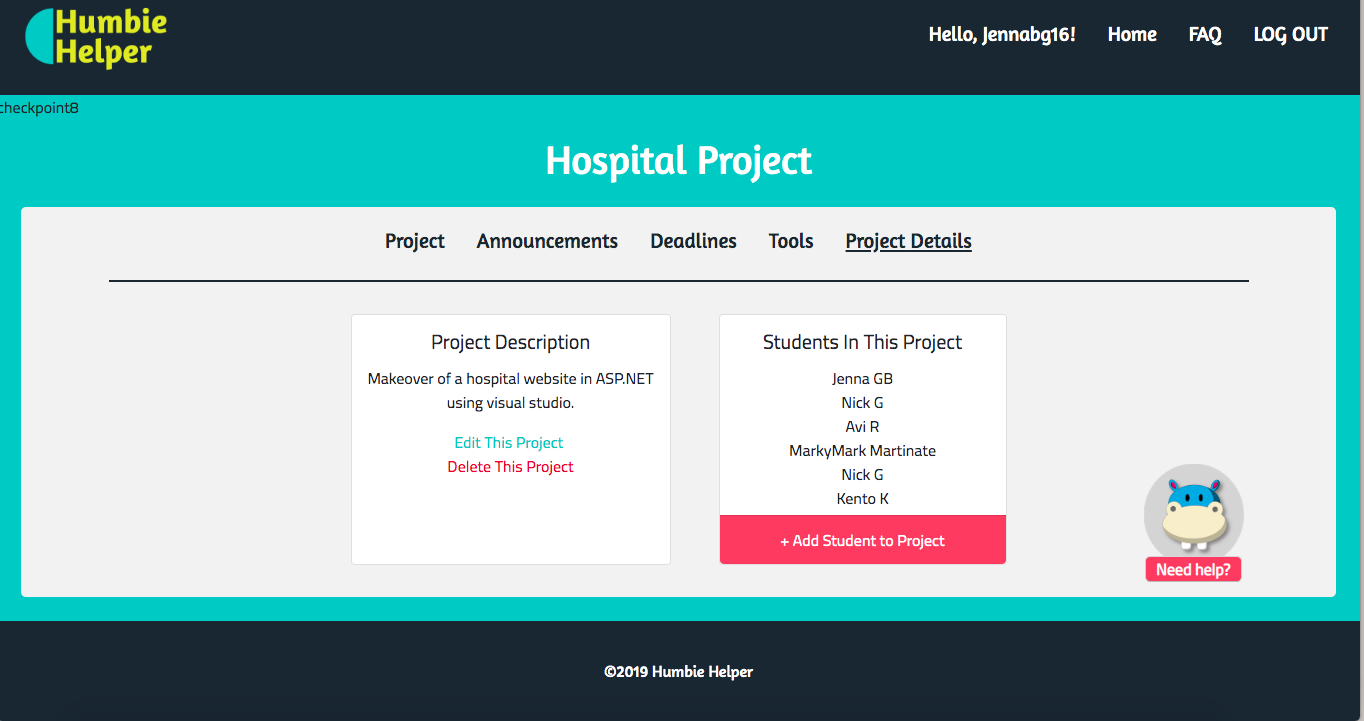 Humbie
Helper
Hello, Jennabg16! Home FAQ LOG OUT
checkpoint8
Hospital Project
Project Announcements Deadlines Tools Project Details
Project Description
Makeover of a hospital website in ASP.NET
using visual studio.
Edit This Project
Delete This Project
Students In This Project
Jenna GB
Nick G
Avi R
MarkyMark Martinate
Nick G
Kento K
+ Add Student to Project
Need help?
©2019 Humbie Helper